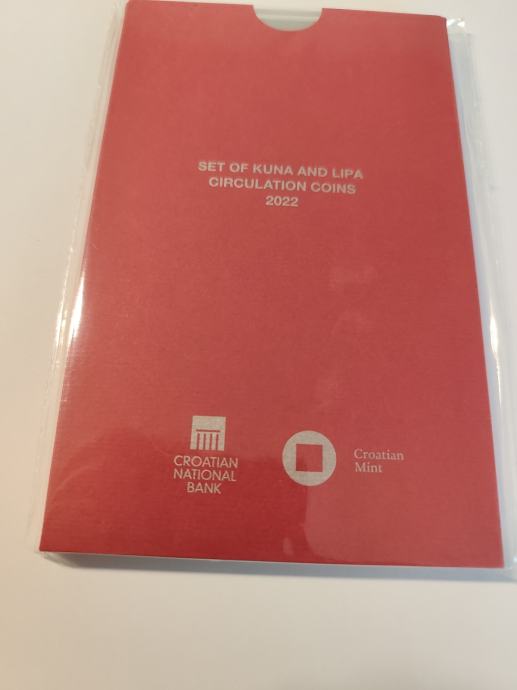 SET OF KUNA AND LIPA
CIRCULATION COINS
2022
CROATIAN
NATIONAL
BANK
Croatian
Mint